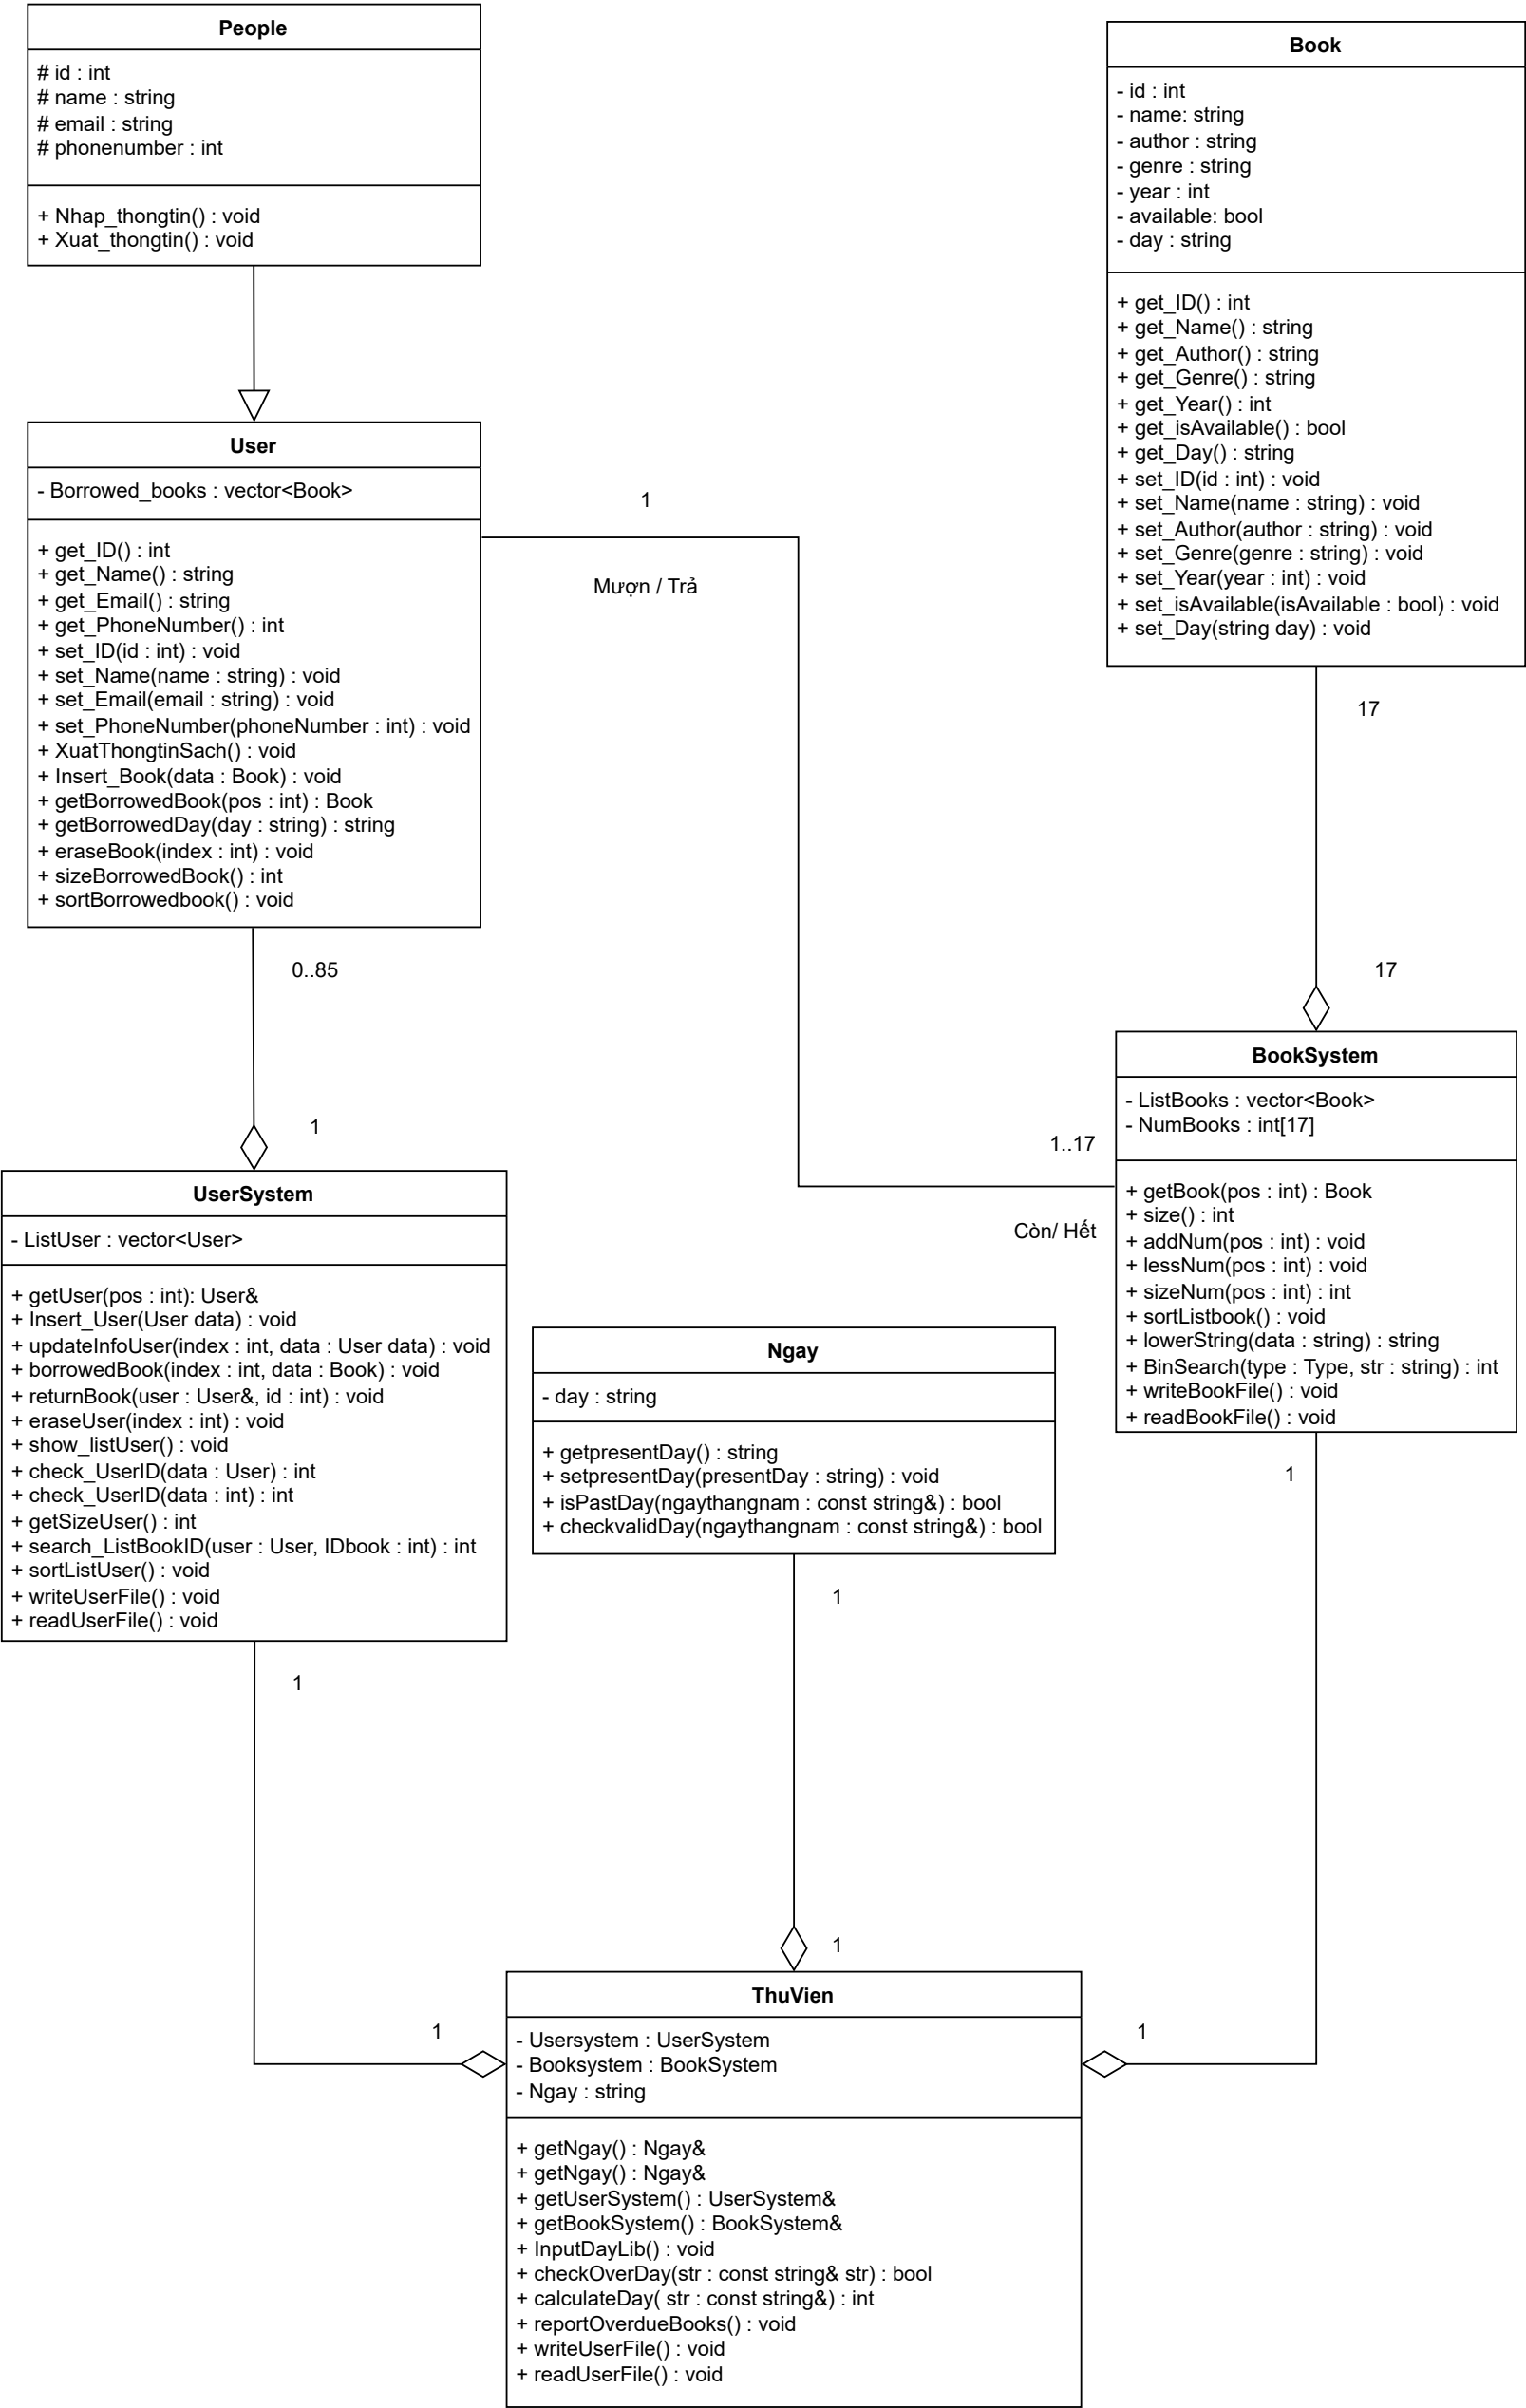 People
# id : int
# name : string
# email : string
# phonenumber : int
+ Nhap_thongtin() : void
+ Xuat_thongtin() : void
Book
- id : int
- name: string
- author : string
- genre : string
- year : int
- available: bool
- day : string
+ get_ID() : int
+ get_Name() : string
+ get_Author() : string
+ get_Genre() : string
+ get_Year() : int
+ get_isAvailable() : bool
+ get_Day() : string
+ set_ID(id : int) : void
+ set_Name(name : string) : void
+ set_Author(author : string) : void
+ set_Genre(genre : string) : void
+ set_Year(year : int) : void
+ set_isAvailable(isAvailable : bool) : void
+ set_Day(string day) : void
User
- Borrowed_books : vector<Book>
+ get_ID() : int
+ get_Name() : string
+ get_Email() : string
+ get_PhoneNumber() : int
+ set_ID(id : int) : void
+ set_Name(name : string) : void
+ set_Email(email : string) : void
+ set_PhoneNumber(phoneNumber : int) : void
+ XuatThongtinSach() : void
+ Insert_Book(data : Book) : void
+ getBorrowedBook(pos : int) : Book
+ getBorrowedDay(day : string) : string
+ eraseBook(index : int) : void
+ sizeBorrowedBook() : int
+ sortBorrowedbook() : void
1
Mượn / Trả
17
0..85
17
1
1..17
Còn/ Hết
BookSystem
- ListBooks : vector<Book>
- NumBooks : int[17]
+ getBook(pos : int) : Book
+ size() : int
+ addNum(pos : int) : void
+ lessNum(pos : int) : void
+ sizeNum(pos : int) : int
+ sortListbook() : void
+ lowerString(data : string) : string
+ BinSearch(type : Type, str : string) : int
+ writeBookFile() : void
+ readBookFile() : void
UserSystem
- ListUser : vector<User>
+ getUser(pos : int): User&
+ Insert_User(User data) : void
+ updateInfoUser(index : int, data : User data) : void
+ borrowedBook(index : int, data : Book) : void
+ returnBook(user : User&, id : int) : void
+ eraseUser(index : int) : void
+ show_listUser() : void
+ check_UserID(data : User) : int
+ check_UserID(data : int) : int
+ getSizeUser() : int
+ search_ListBookID(user : User, IDbook : int) : int
+ sortListUser() : void
+ writeUserFile() : void
+ readUserFile() : void
Ngay
- day : string
+ getpresentDay() : string
+ setpresentDay(presentDay : string) : void
+ isPastDay(ngaythangnam : const string&) : bool
+ checkvalidDay(ngaythangnam : const string&) : bool
1
1
1
1
1
1
ThuVien
- Usersystem : UserSystem
- Booksystem : BookSystem
- Ngay : string
+ getNgay() : Ngay&
+ getNgay() : Ngay&
+ getUserSystem() : UserSystem&
+ getBookSystem() : BookSystem&
+ InputDayLib() : void
+ checkOverDay(str : const string& str) : bool
+ calculateDay( str : const string&) : int
+ reportOverdueBooks() : void
+ writeUserFile() : void
+ readUserFile() : void